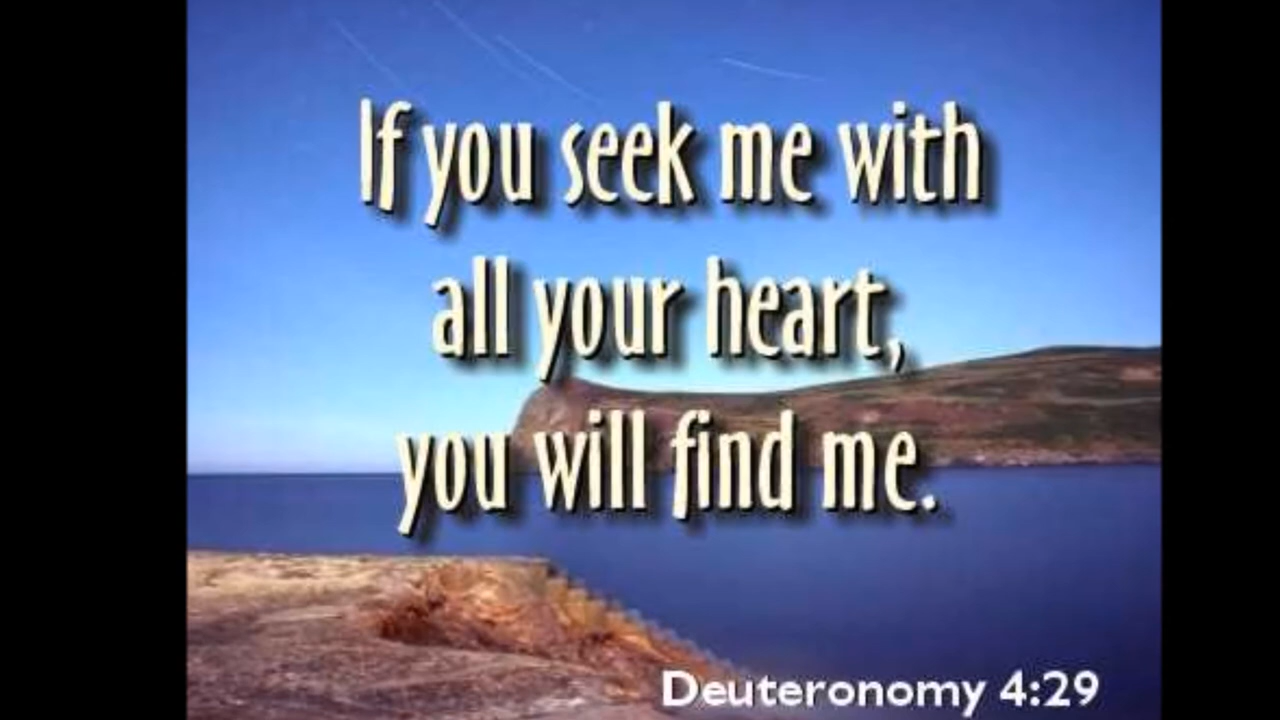 If you seek me with
all your heart,
you will find me.
Deuteronomy 4:29